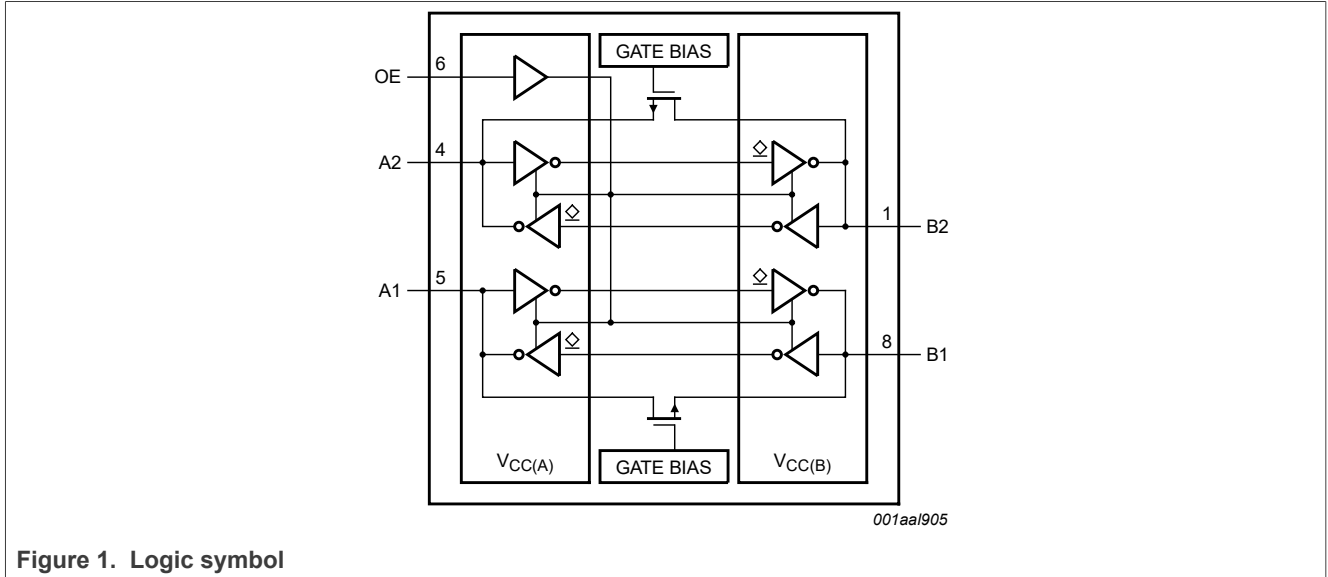 GATE BIAS
OE 6
A2 4
1 B2
A1 5
8 B1
VCC(A) GATE BIAS VCC(B)
001aal905
Figure 1. Logic symbol